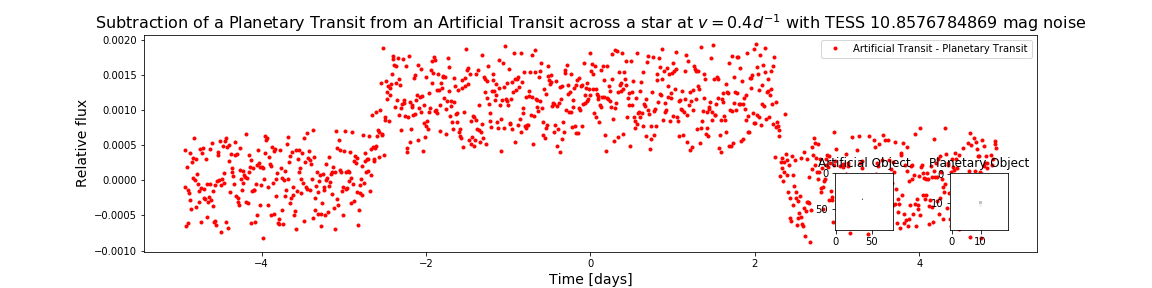 Subtraction of a Planetary Transit from an Artificial Transit across a star at v = 0.4d⁻¹ with TESS 10.8576784869 mag noise
Artificial Transit - Planetary Transit
Relative flux
0.0020
0.0015
0.0010
0.0005
0.0000
−0.0005
−0.0010
Artificial Object
0
50
0 50
Planetary Object
0
10
0 10
−4 −2 0 2 4
Time [days]